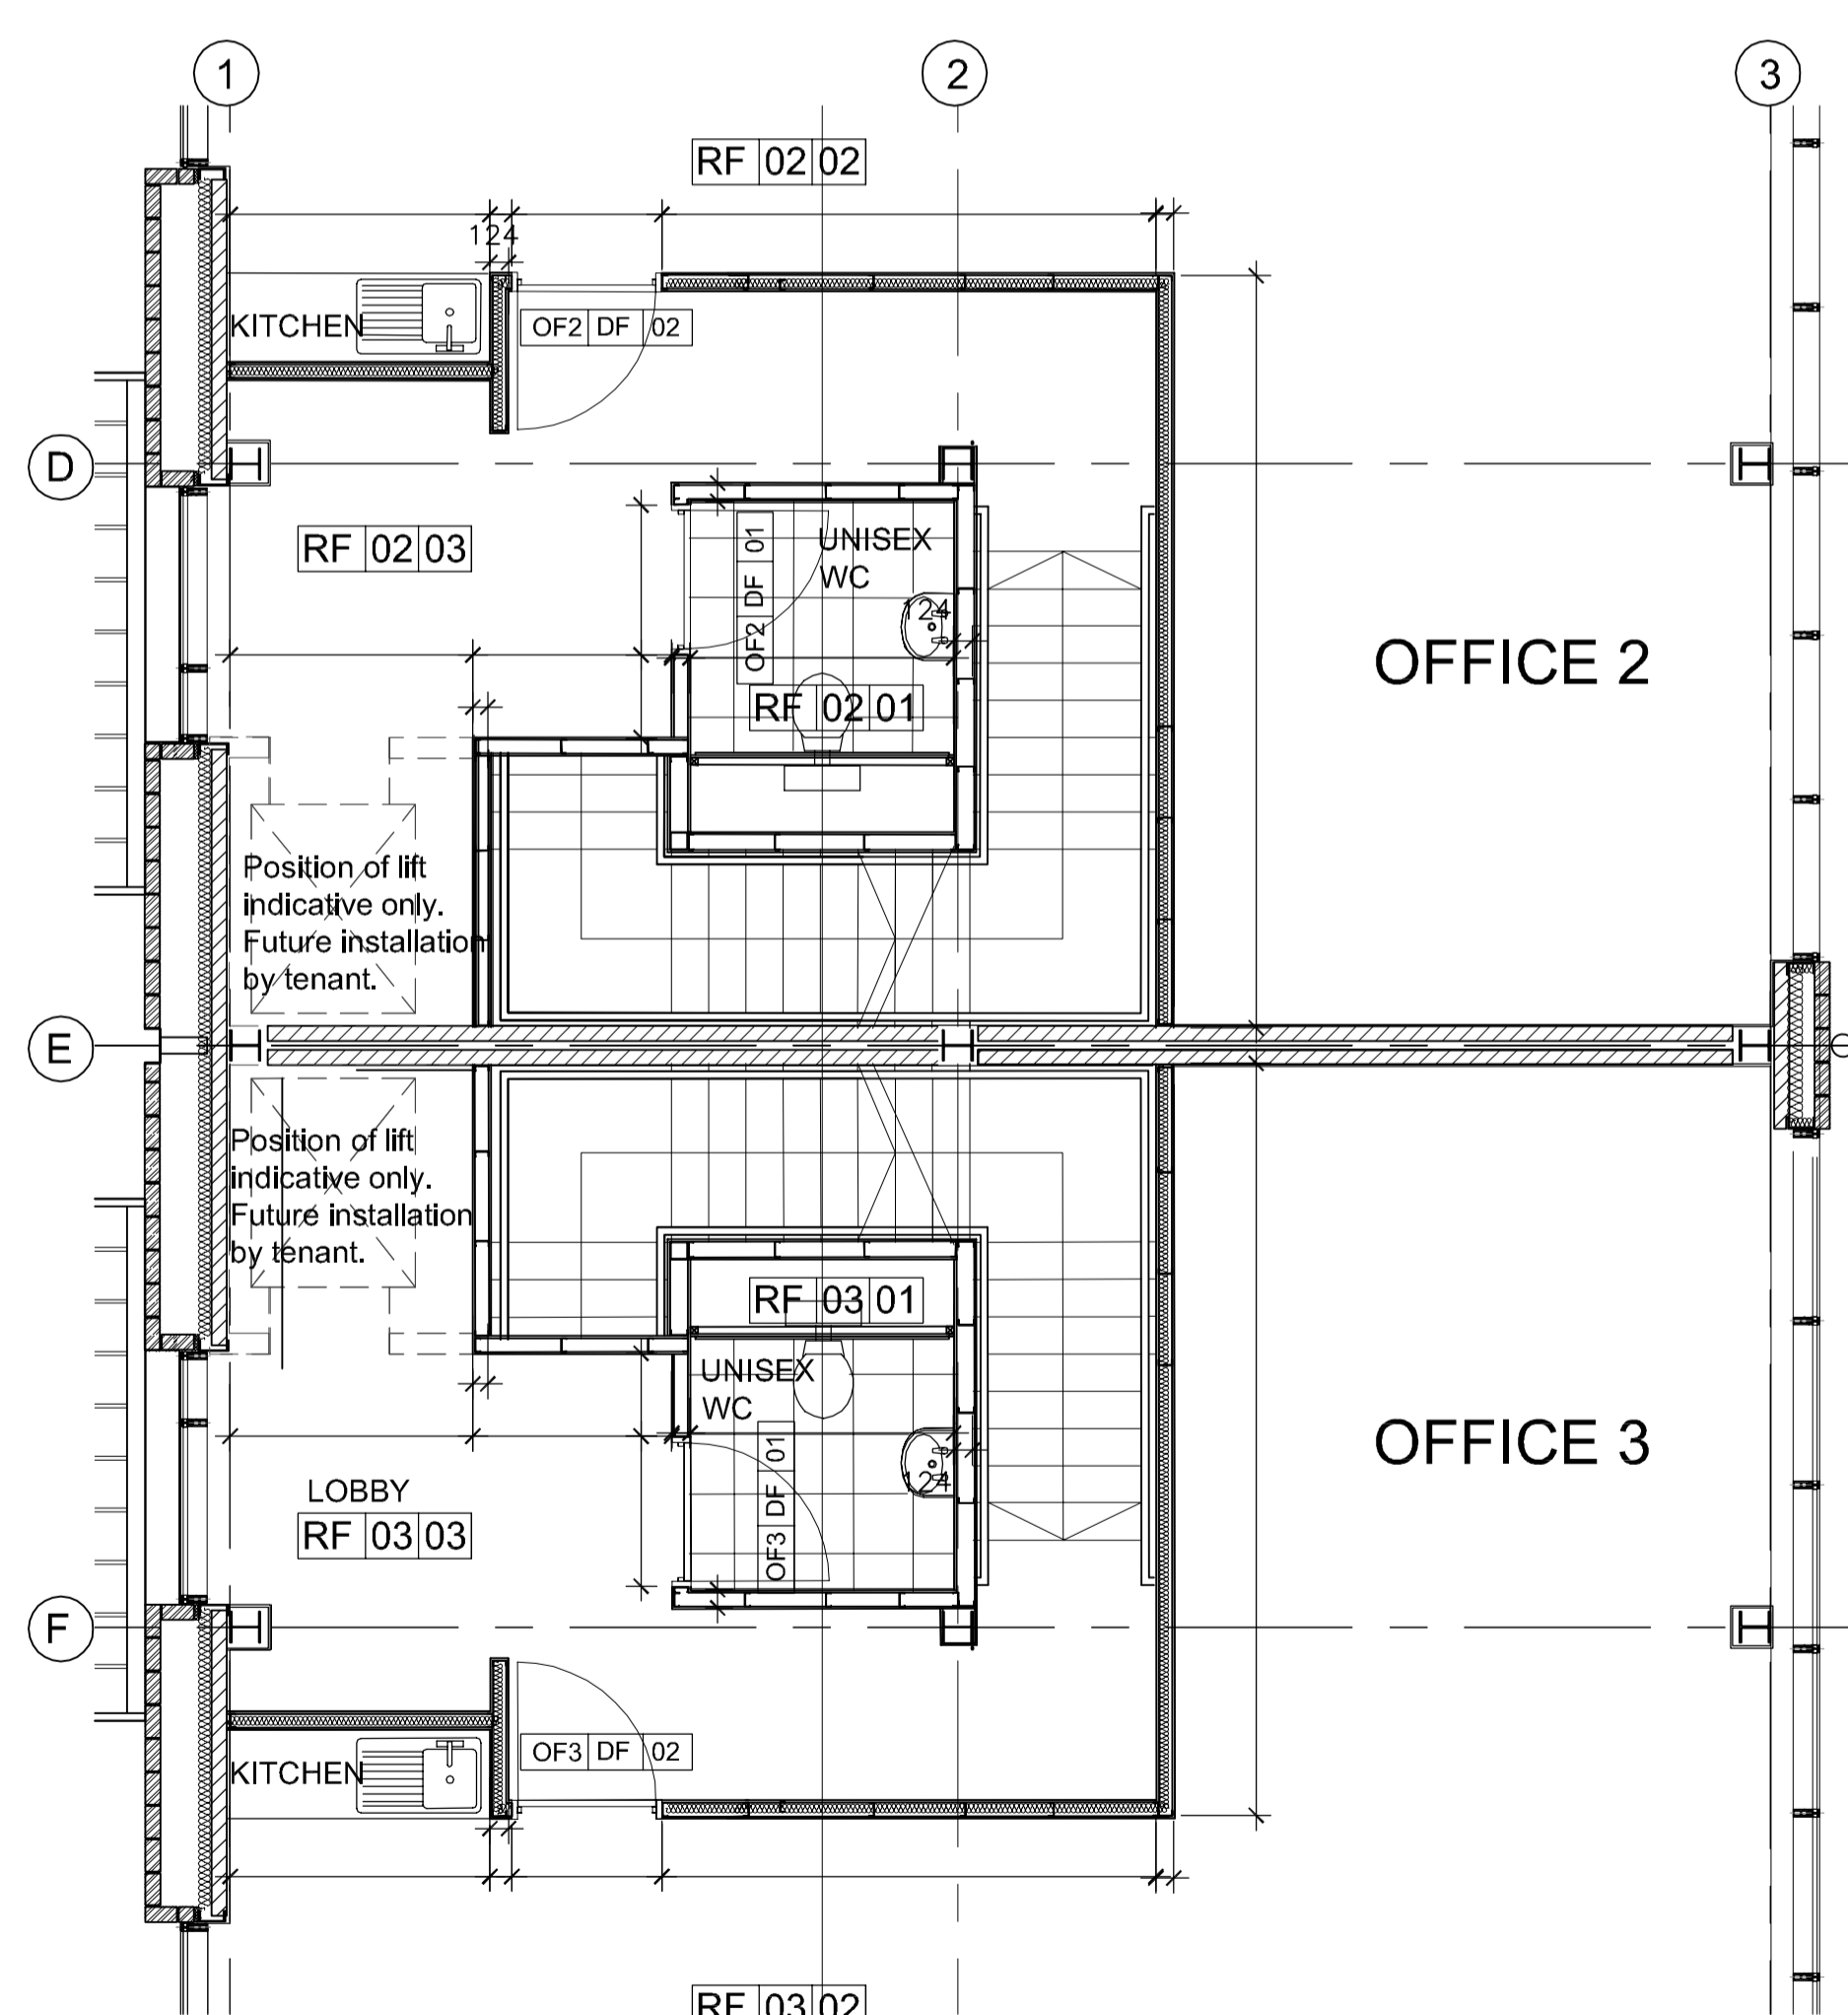 1
2
3
RF 02 02
124
KITCHEN
OF2 DF 02
D
RF 02 03
OF2 DF 01
UNISEX
WC
124
OFFICE 2
RF 02 01
Position of lift
indicative only.
Future installation
by tenant.
E
Position of lift
indicative only.
Future installation
by tenant.
RF 03 01
UNISEX
WC
OF3 DF 01
124
OFFICE 3
LOBBY
RF 03 03
F
OF3 DF 02
KITCHEN
RF 03 02